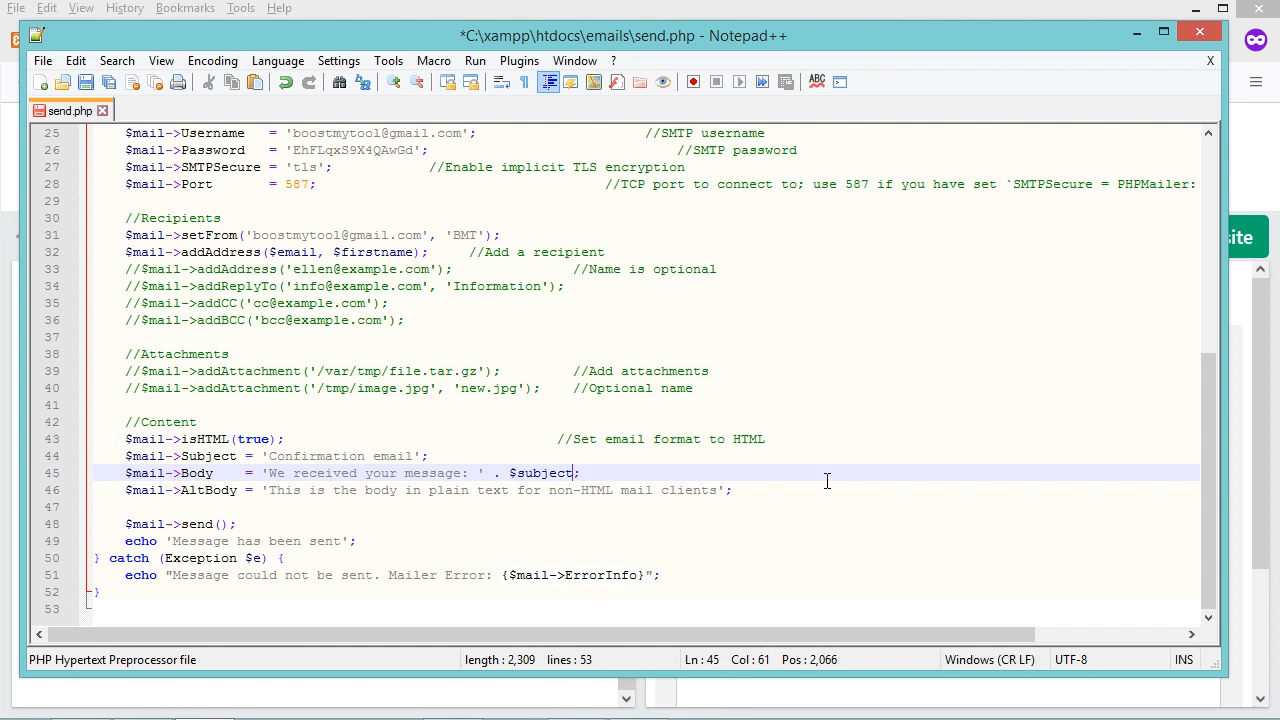 File Edit View History Bookmarks Tools Help
*C:\xampp\htdocs\emails\send.php - Notepad++
File Edit Search View Encoding Language Settings Tools Macro Run Plugins Window ? X
send.php
25 $mail->Username   = 'boostmytool@gmail.com';                     //SMTP username
26 $mail->Password   = 'EhFLqxS9X4QAwGd';                               //SMTP password
27 $mail->SMTPSecure = 'tls';            //Enable implicit TLS encryption
28 $mail->Port       = 587;                                    //TCP port to connect to; use 587 if you have set `SMTPSecure = PHPMailer:
29
30 //Recipients
31 $mail->setFrom('boostmytool@gmail.com', 'BMT');
32 $mail->addAddress($email, $firstname);     //Add a recipient
33 //$mail->addAddress('ellen@example.com');               //Name is optional
34 //$mail->addReplyTo('info@example.com', 'Information');
35 //$mail->addCC('cc@example.com');
36 //$mail->addBCC('bcc@example.com');
37
38 //Attachments
39 //$mail->addAttachment('/var/tmp/file.tar.gz');         //Add attachments
40 //$mail->addAttachment('/tmp/image.jpg', 'new.jpg');    //Optional name
41
42 //Content
43 $mail->isHTML(true);                                  //Set email format to HTML
44 $mail->Subject = 'Confirmation email';
45 $mail->Body    = 'We received your message: ' . $subject;
46 $mail->AltBody = 'This is the body in plain text for non-HTML mail clients';
47
48 $mail->send();
49 echo 'Message has been sent';
50 } catch (Exception $e) {
51 echo "Message could not be sent. Mailer Error: {$mail->ErrorInfo}";
52 }
53
site
PHP Hypertext Preprocessor file length : 2,309 lines : 53 Ln : 45 Col : 61 Pos : 2,066 Windows (CR LF) UTF-8 INS